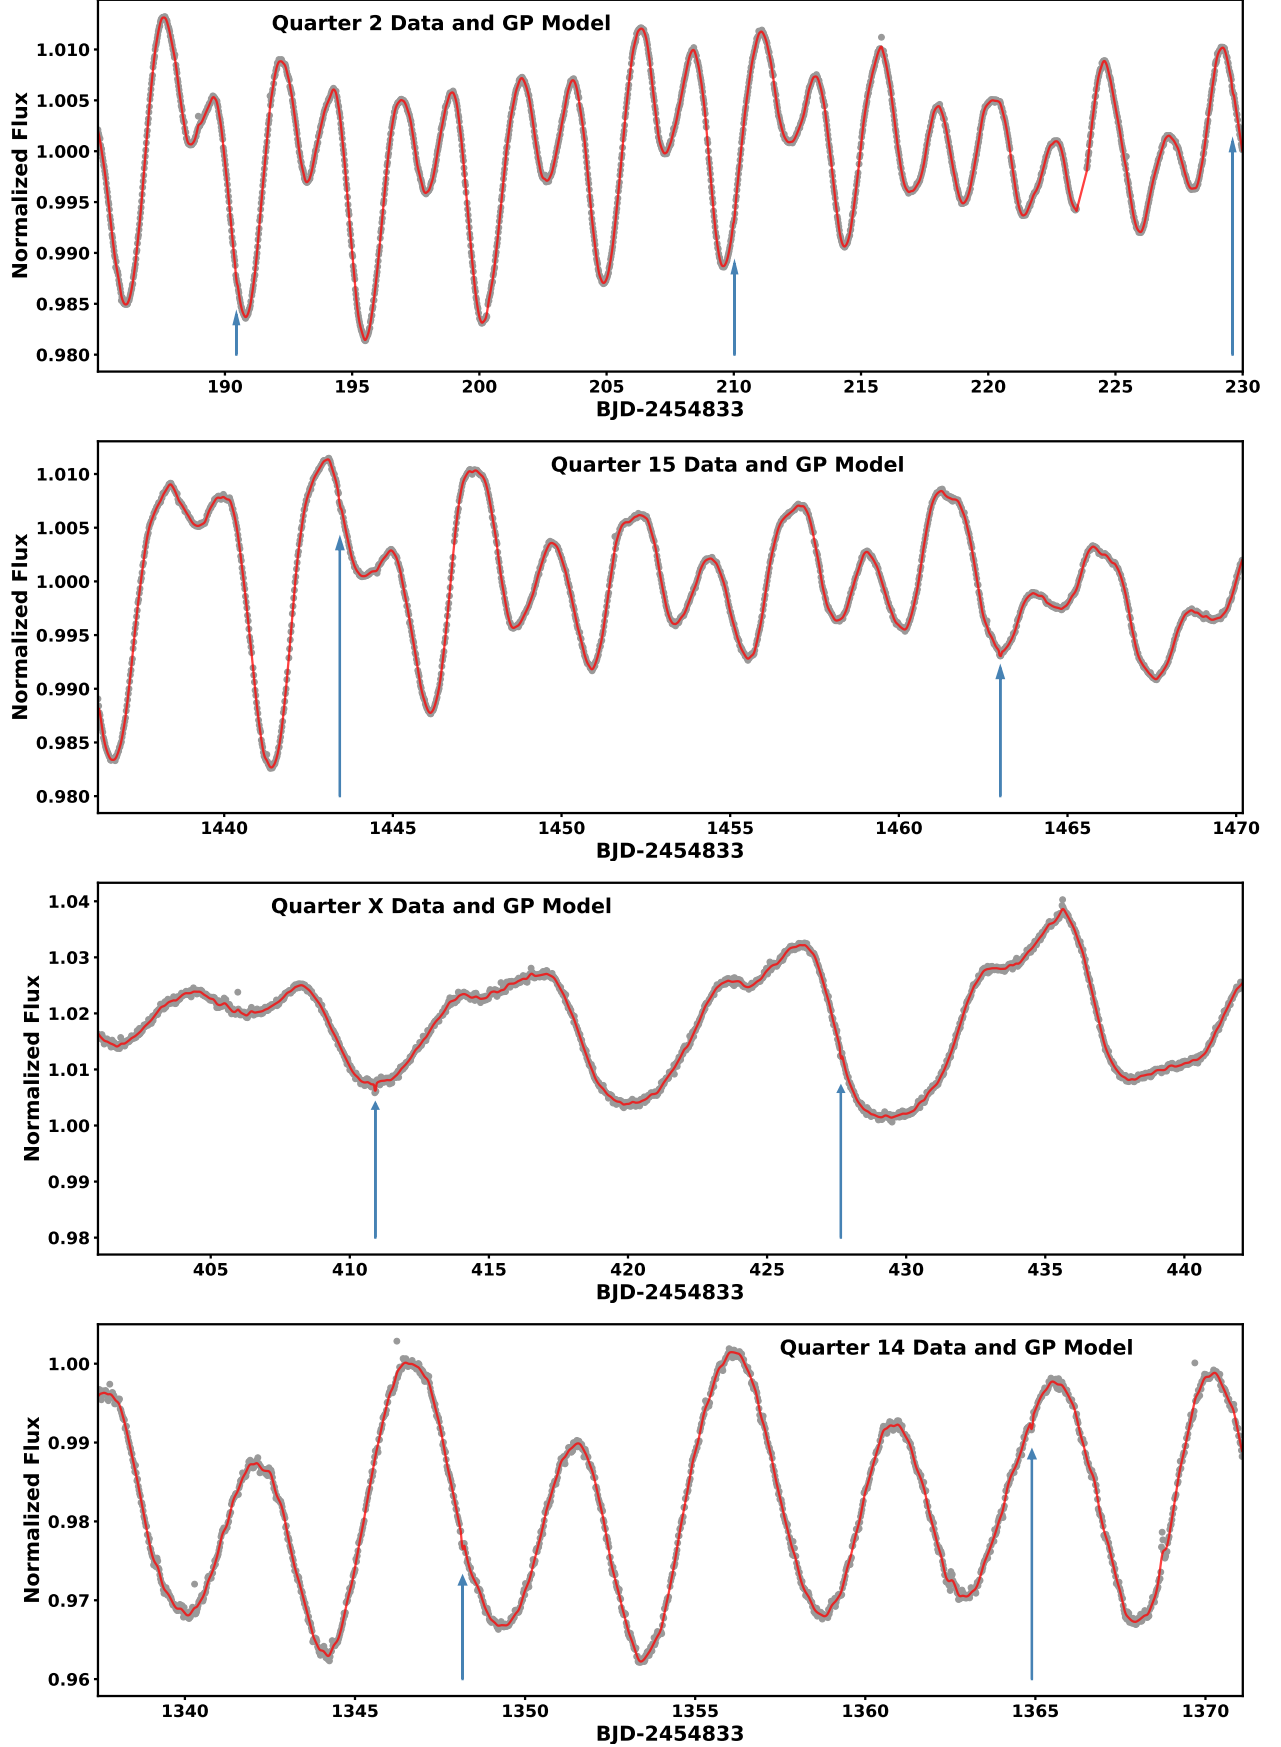 Quarter 2 Data and GP Model
Normalized Flux
1.010
1.005
1.000
0.995
0.990
0.985
0.980
190 195 200 205 210 215 220 225 230
BJD-2454833
Quarter 15 Data and GP Model
Normalized Flux
1.010
1.005
1.000
0.995
0.990
0.985
0.980
1440 1445 1450 1455 1460 1465 1470
BJD-2454833
Quarter X Data and GP Model
Normalized Flux
1.04
1.03
1.02
1.01
1.00
0.99
0.98
405 410 415 420 425 430 435 440
BJD-2454833
Quarter 14 Data and GP Model
Normalized Flux
1.00
0.99
0.98
0.97
0.96
1340 1345 1350 1355 1360 1365 1370
BJD-2454833